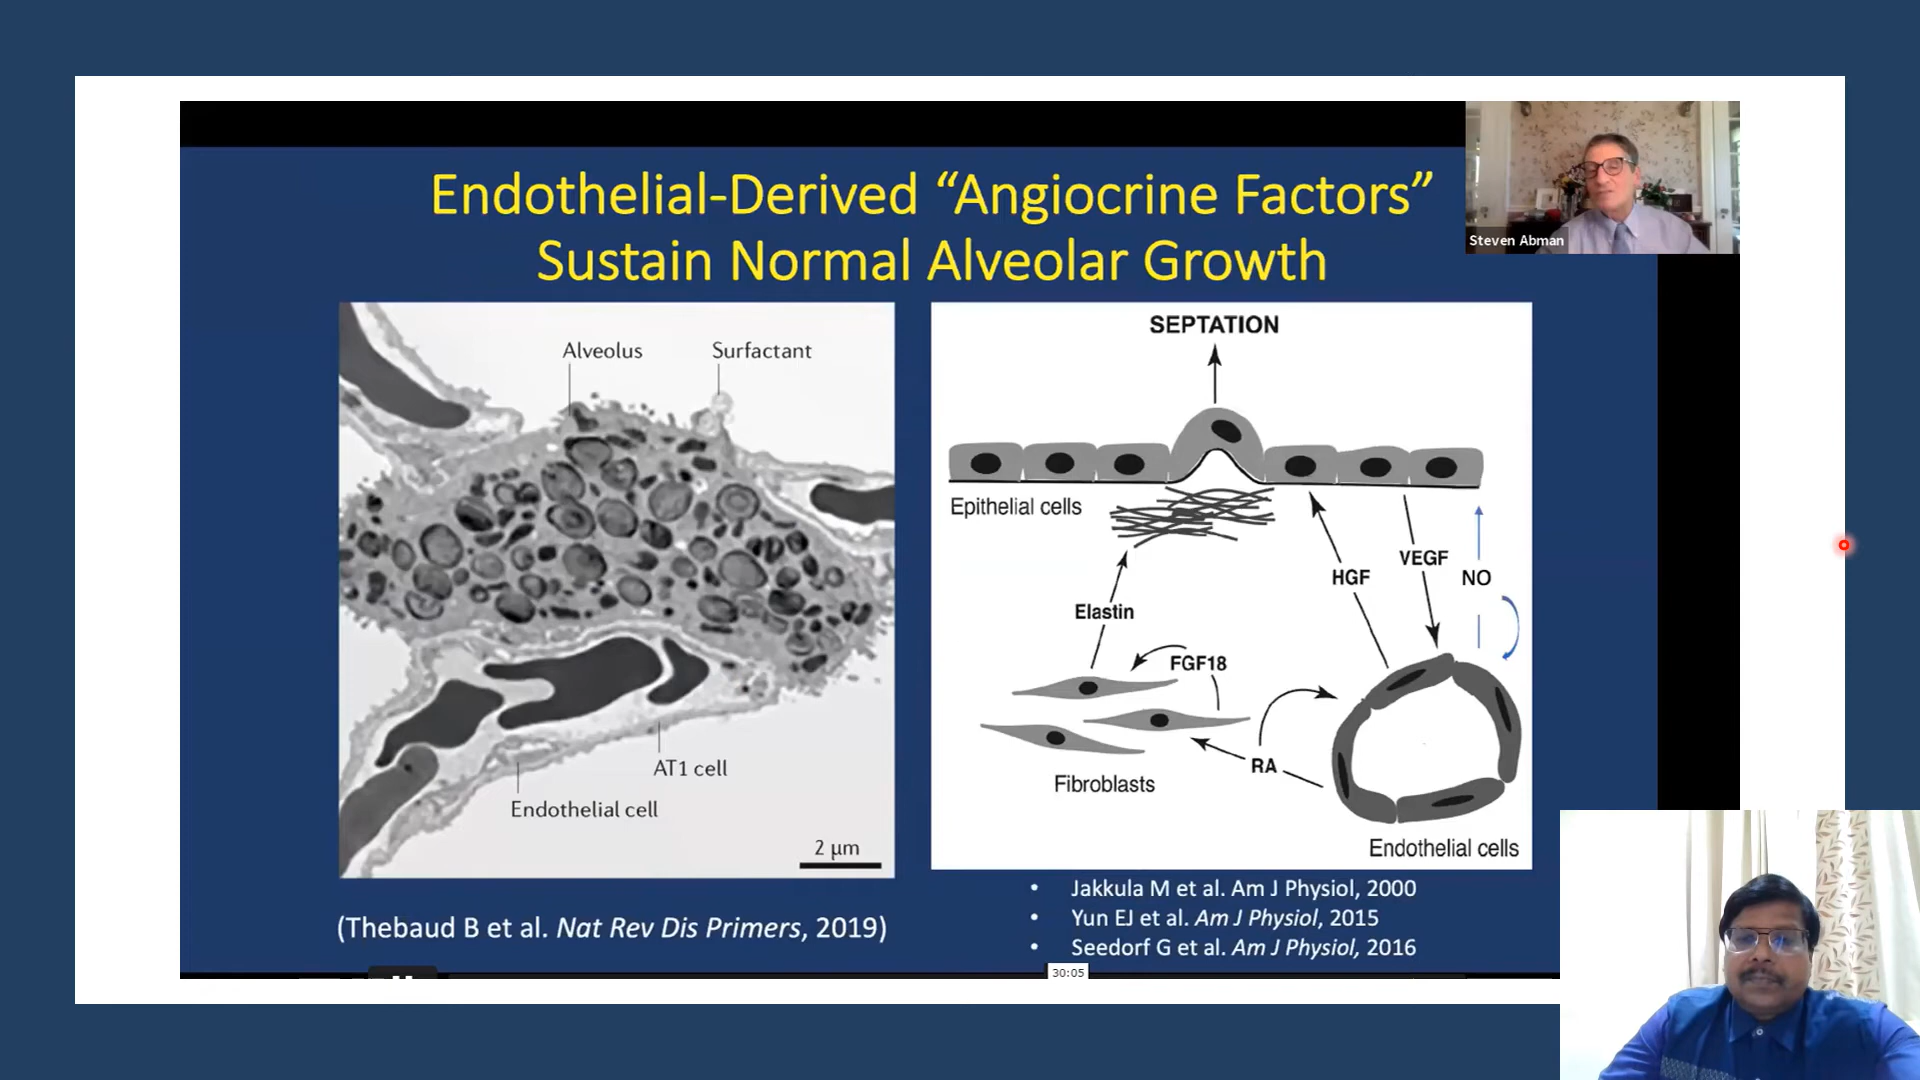 Endothelial-Derived “Angiocrine Factors”
Sustain Normal Alveolar Growth
Steven Abman
Alveolus
Surfactant
AT1 cell
Endothelial cell
2 µm
(Thebaud B et al. Nat Rev Dis Primers, 2019)
SEPTATION
Epithelial cells
VEGF
HGF
NO
Elastin
FGF18
RA
Fibroblasts
Endothelial cells
• Jakkula M et al. Am J Physiol, 2000
• Yun EJ et al. Am J Physiol, 2015
• Seedorf G et al. Am J Physiol, 2016
30:05